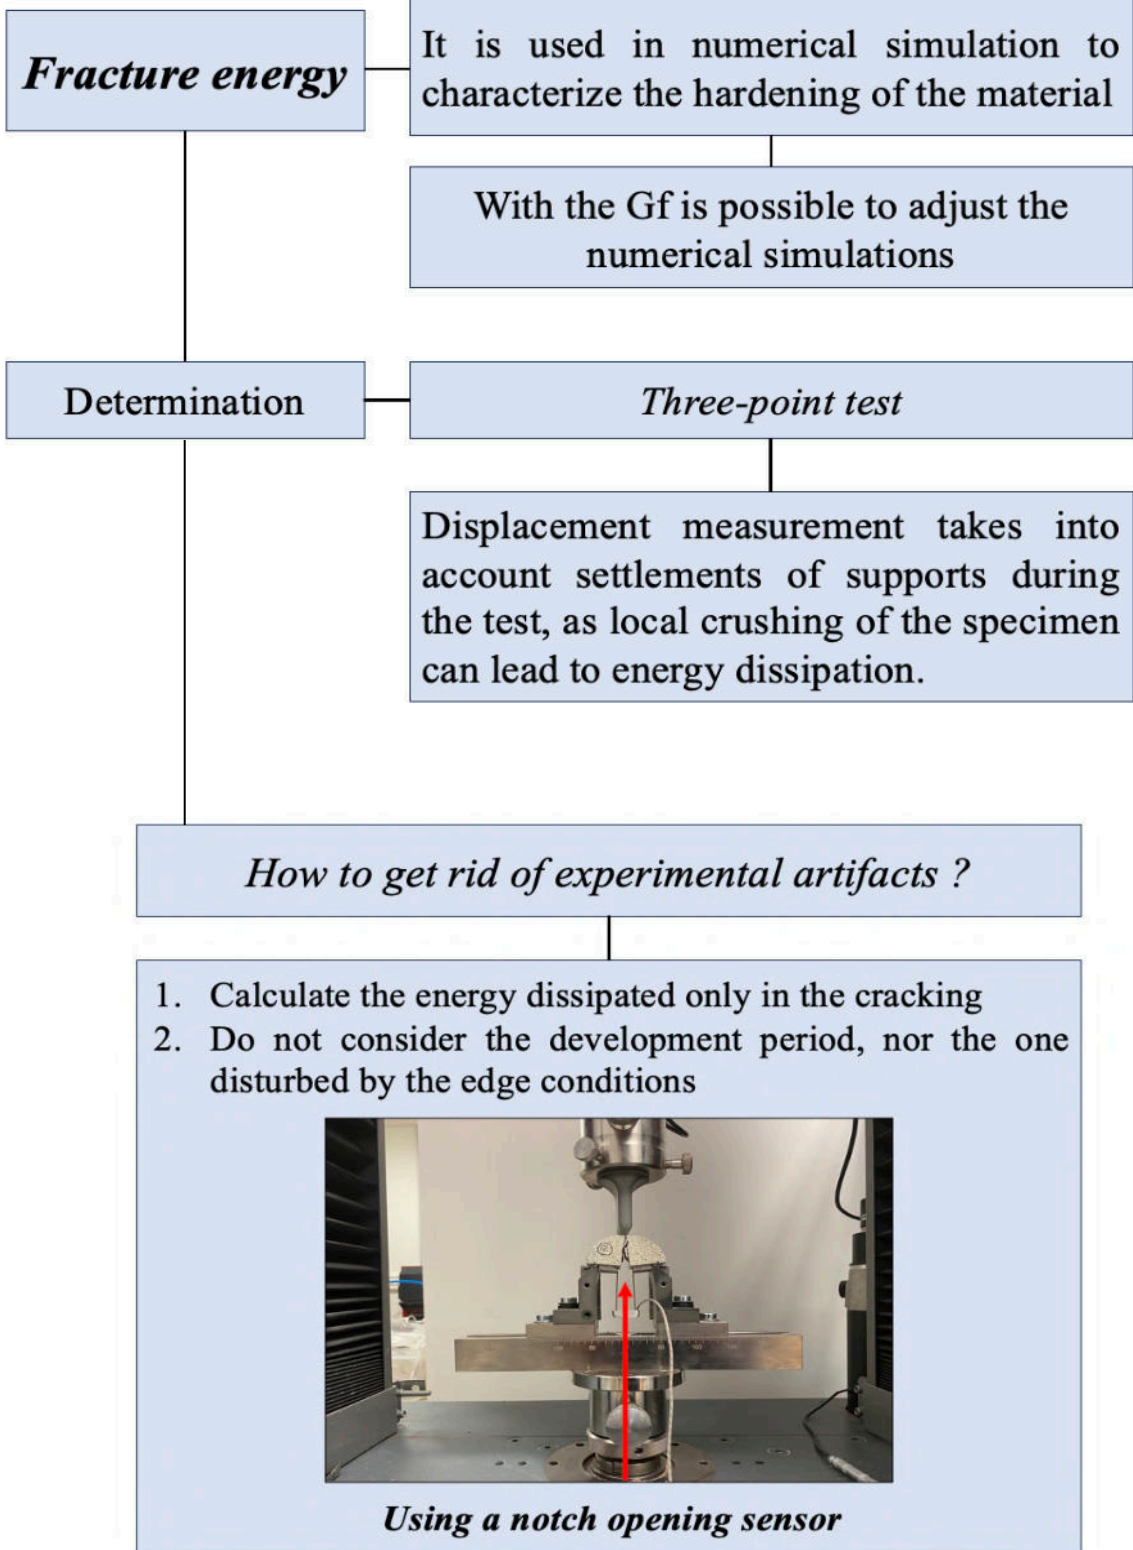 Fracture energy
It is used in numerical simulation to
characterize the hardening of the material
With the Gf is possible to adjust the
numerical simulations
Determination
Three-point test
Displacement measurement takes into
account settlements of supports during
the test, as local crushing of the specimen
can lead to energy dissipation.
How to get rid of experimental artifacts ?
1. Calculate the energy dissipated only in the cracking
2. Do not consider the development period, nor the one
disturbed by the edge conditions
Using a notch opening sensor